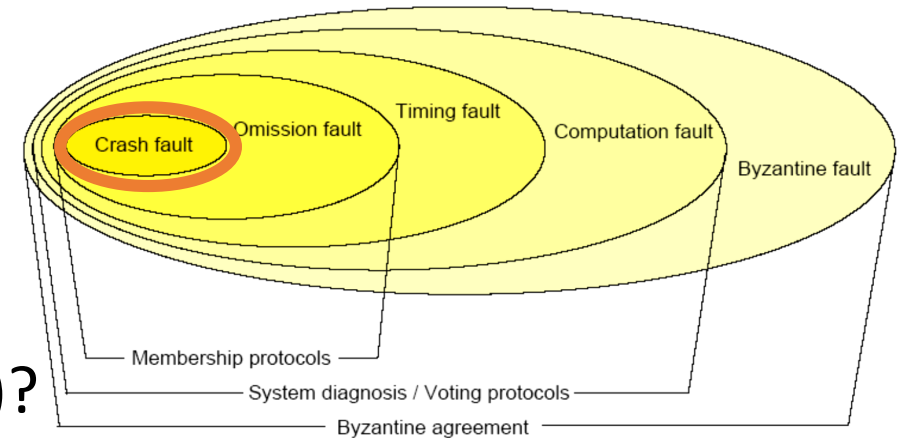 Crash fault
Omission fault
Timing fault
Computation fault
Byzantine fault
Membership protocols
)?
System diagnosis / Voting protocols
Byzantine agreement